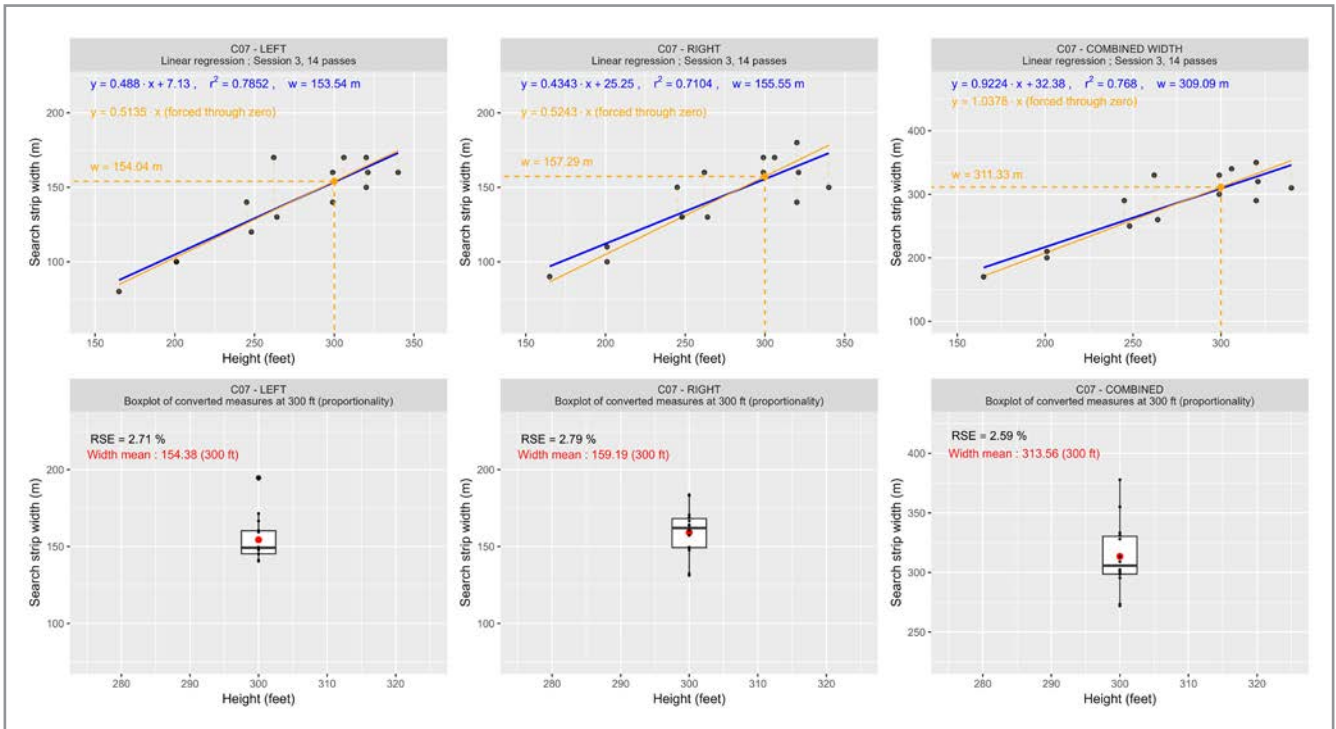 C07 - LEFT
Linear regression ; Session 3, 14 passes
y = 0.488 · x + 7.13 ,   r² = 0.7852 ,   w = 153.54 m
y = 0.5135 · x (forced through zero)
w = 154.04 m
200
150
100
Search strip width (m)
150 200 250 300 350
Height (feet)
C07 - RIGHT
Linear regression ; Session 3, 14 passes
y = 0.4343 · x + 25.25 ,   r² = 0.7104 ,   w = 155.55 m
y = 0.5243 · x (forced through zero)
w = 157.29 m
200
150
100
Search strip width (m)
150 200 250 300 350
Height (feet)
C07 - COMBINED WIDTH
Linear regression ; Session 3, 14 passes
y = 0.9224 · x + 32.38 ,   r² = 0.768 ,   w = 309.09 m
y = 1.0378 · x (forced through zero)
w = 311.33 m
400
300
200
100
Search strip width (m)
150 200 250 300
Height (feet)
C07 - LEFT
Boxplot of converted measures at 300 ft (proportionality)
RSE = 2.71 %
Width mean : 154.38 (300 ft)
200
150
100
Search strip width (m)
280 290 300 310 320
Height (feet)
C07 - RIGHT
Boxplot of converted measures at 300 ft (proportionality)
RSE = 2.79 %
Width mean : 159.19 (300 ft)
200
150
100
Search strip width (m)
280 290 300 310 320
Height (feet)
C07 - COMBINED
Boxplot of converted measures at 300 ft (proportionality)
RSE = 2.59 %
Width mean : 313.56 (300 ft)
400
350
300
250
Search strip width (m)
280 290 300 310 320
Height (feet)